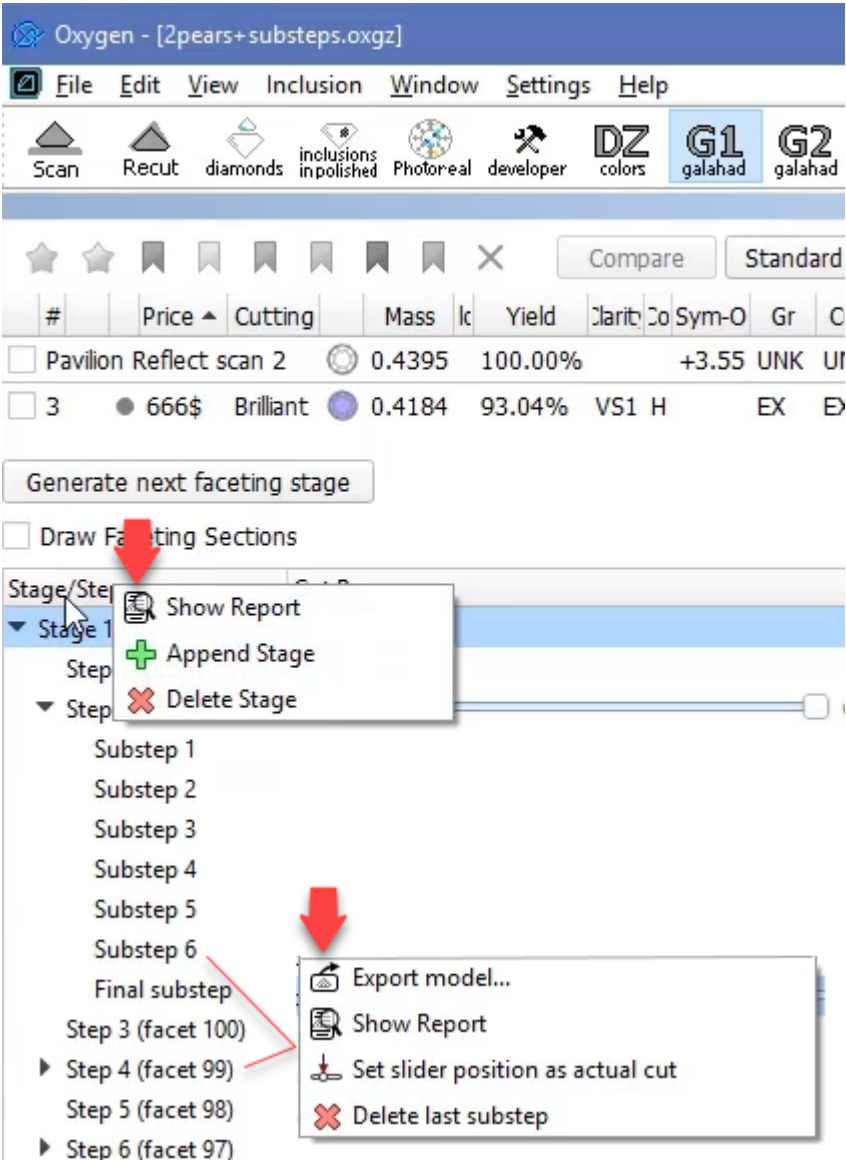 Oxygen - [2pears+substeps.oxgz]
File Edit View Inclusion Window Settings Help
Scan Recut diamonds inclusions in polished Photoreal developer DZ colors G1 galahad G2 galahad
Compare Standard
# Price Cutting Mass Yield Sym-O Gr
Pavilion Reflect scan 2 0.4395 100.00% +3.55 UNK
3 666$ Brilliant 0.4184 93.04% VS1 H EX
Generate next faceting stage
Draw Faceting Sections
Stage/Step
Show Report
Stage 1
Append Stage
Step
Delete Stage
Step
Substep 1
Substep 2
Substep 3
Substep 4
Substep 5
Substep 6
Final substep
Export model...
Show Report
Step 3 (facet 100)
Step 4 (facet 99)
Set slider position as actual cut
Step 5 (facet 98)
Delete last substep
Step 6 (facet 97)